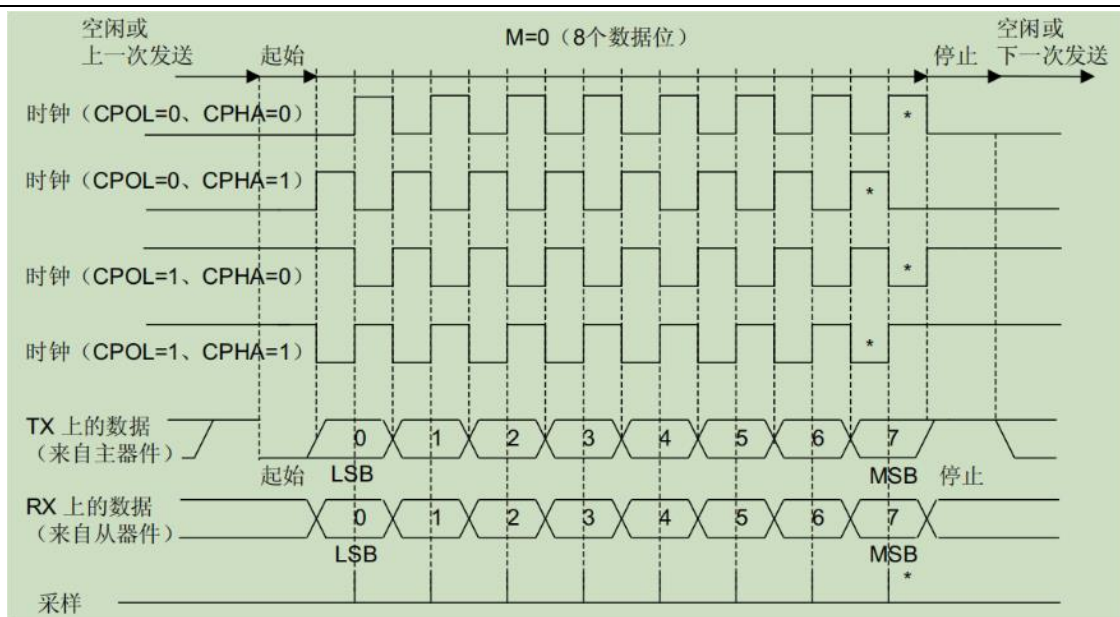 空闲或
上一次发送
起始
M=0（8个数据位）
停止
空闲或
下一次发送
时钟（CPOL=0、CPHA=0）
*
时钟（CPOL=0、CPHA=1）
*
时钟（CPOL=1、CPHA=0）
*
时钟（CPOL=1、CPHA=1）
*
TX 上的数据
（来自主器件）
0 1 2 3 4 5 6 7
起始 LSB MSB 停止
RX 上的数据
（来自从器件）
0 1 2 3 4 5 6 7
LSB MSB
*
采样